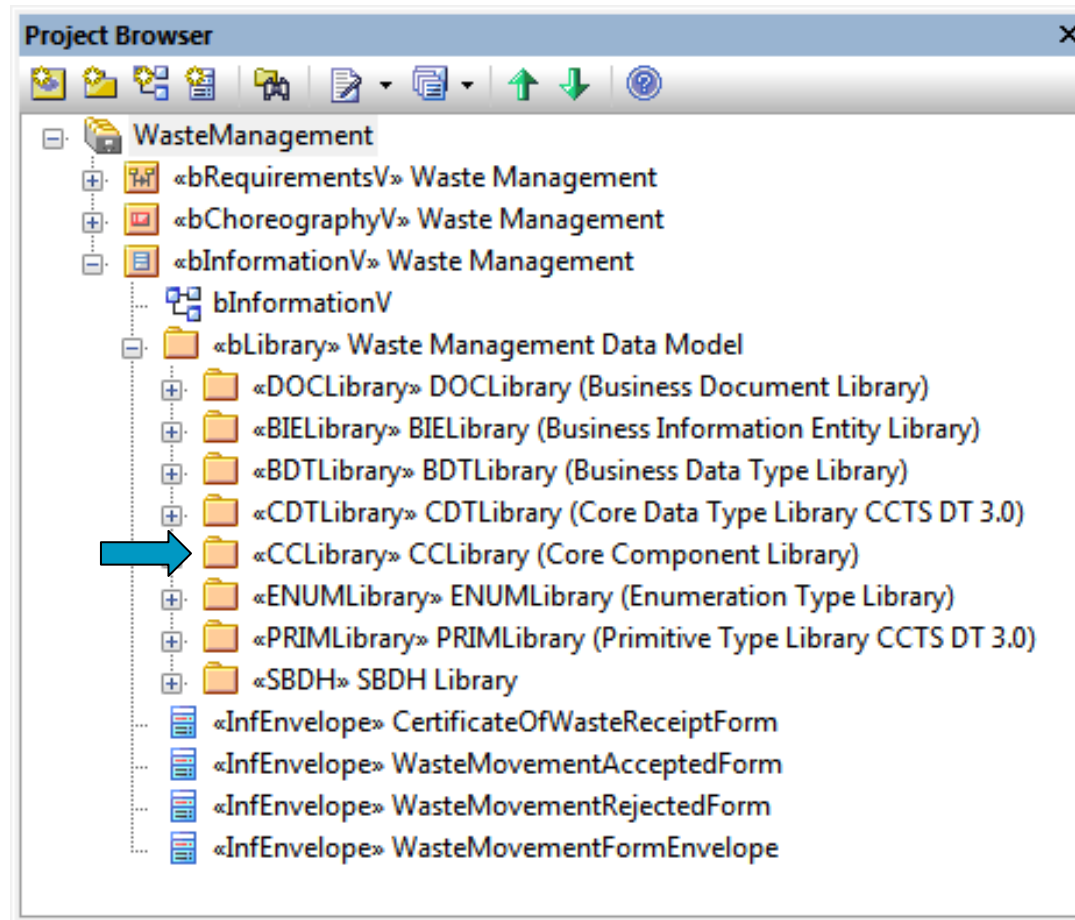 Project Browser
WasteManagement
«bRequirementsV» Waste Management
«bChoreographyV» Waste Management
«bInformationV» Waste Management
bInformationV
«bLibrary» Waste Management Data Model
«DOCLibrary» DOCLibrary (Business Document Library)
«BIELibrary» BIELibrary (Business Information Entity Library)
«BDTLibrary» BDTLibrary (Business Data Type Library)
«CDTLibrary» CDTLibrary (Core Data Type Library CCTS DT 3.0)
«CCLibrary» CCLibrary (Core Component Library)
«ENUMLibrary» ENUMLibrary (Enumeration Type Library)
«PRIMLibrary» PRIMLibrary (Primitive Type Library CCTS DT 3.0)
«SBDH» SBDH Library
«InfEnvelope» CertificateOfWasteReceiptForm
«InfEnvelope» WasteMovementAcceptedForm
«InfEnvelope» WasteMovementRejectedForm
«InfEnvelope» WasteMovementFormEnvelope